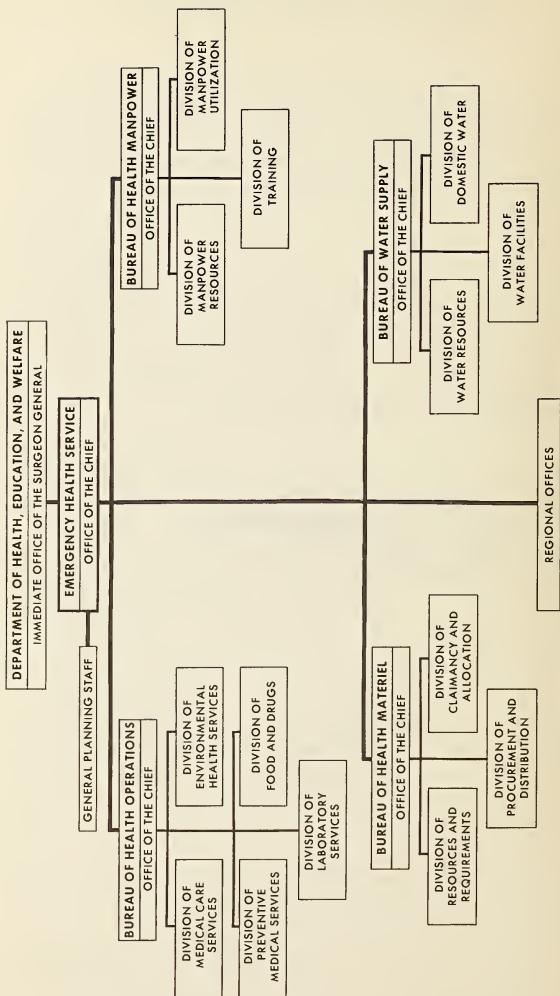 DEPARTMENT OF HEALTH, EDUCATION, AND WELFARE
IMMEDIATE OFFICE OF THE SURGEON GENERAL
EMERGENCY HEALTH SERVICE
OFFICE OF THE CHIEF
GENERAL PLANNING STAFF
BUREAU OF HEALTH OPERATIONS
OFFICE OF THE CHIEF
DIVISION OF
MEDICAL CARE
SERVICES
DIVISION OF
ENVIRONMENTAL
HEALTH SERVICES
DIVISION OF
PREVENTIVE
MEDICAL SERVICES
DIVISION OF
FOOD AND DRUGS
DIVISION OF
LABORATORY
SERVICES
BUREAU OF HEALTH MANPOWER
OFFICE OF THE CHIEF
DIVISION OF
MANPOWER
RESOURCES
DIVISION OF
MANPOWER
UTILIZATION
DIVISION OF
TRAINING
BUREAU OF HEALTH MATERIEL
OFFICE OF THE CHIEF
DIVISION OF
RESOURCES AND
REQUIREMENTS
DIVISION OF
CLAIMANCY AND
ALLOCATION
DIVISION OF
PROCUREMENT AND
DISTRIBUTION
BUREAU OF WATER SUPPLY
OFFICE OF THE CHIEF
DIVISION OF
WATER RESOURCES
DIVISION OF
DOMESTIC WATER
DIVISION OF
WATER FACILITIES
REGIONAL OFFICES